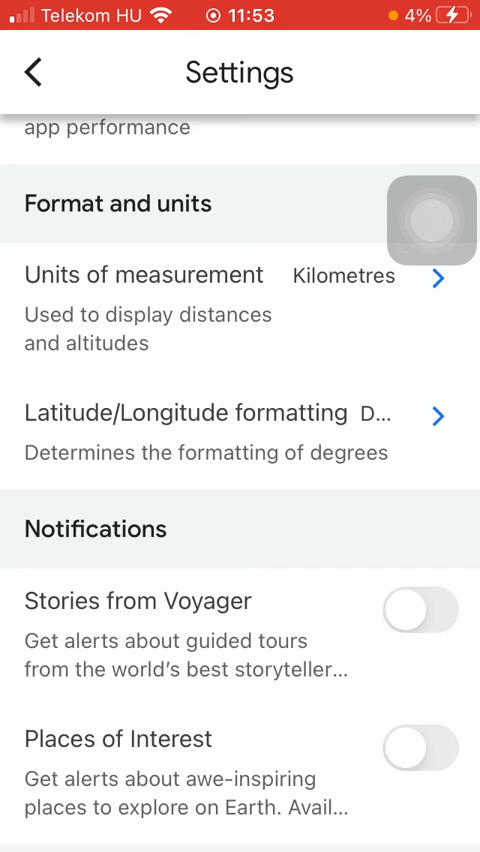 Telekom HU 11:53 4%
Settings
app performance
Format and units
Units of measurement Kilometres
Used to display distances
and altitudes
Latitude/Longitude formatting D...
Determines the formatting of degrees
Notifications
Stories from Voyager
Get alerts about guided tours
from the world's best storyteller...
Places of Interest
Get alerts about awe-inspiring
places to explore on Earth. Avail...